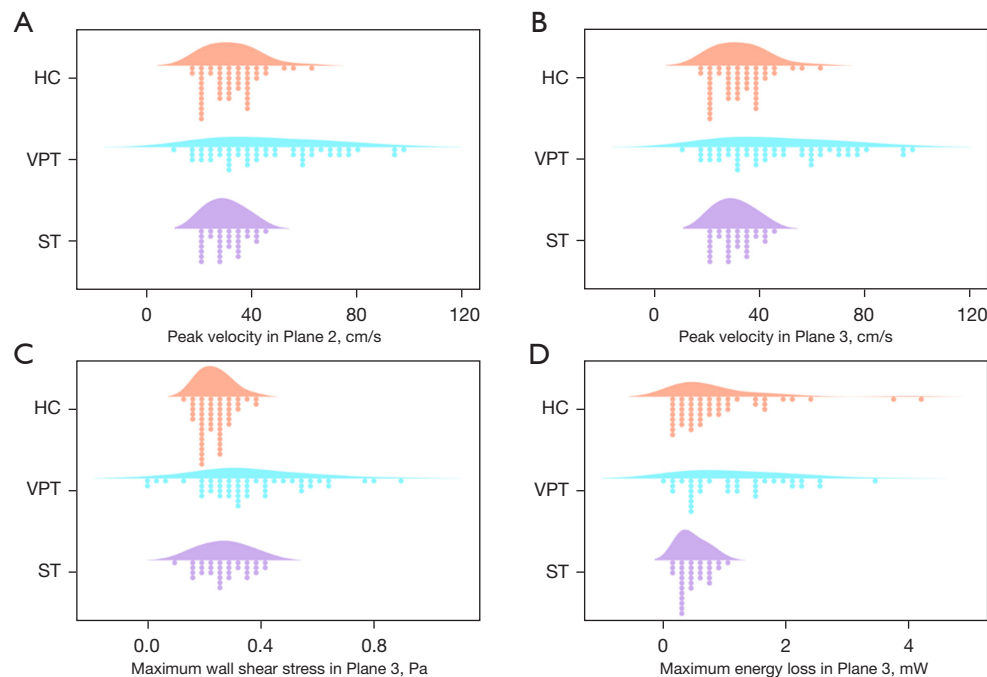 A
HC
VPT
ST
0 40 80 120
Peak velocity in Plane 2, cm/s
B
HC
VPT
ST
0 40 80 120
Peak velocity in Plane 3, cm/s
C
HC
VPT
ST
0.0 0.4 0.8
Maximum wall shear stress in Plane 3, Pa
D
HC
VPT
ST
0 2 4
Maximum energy loss in Plane 3, mW